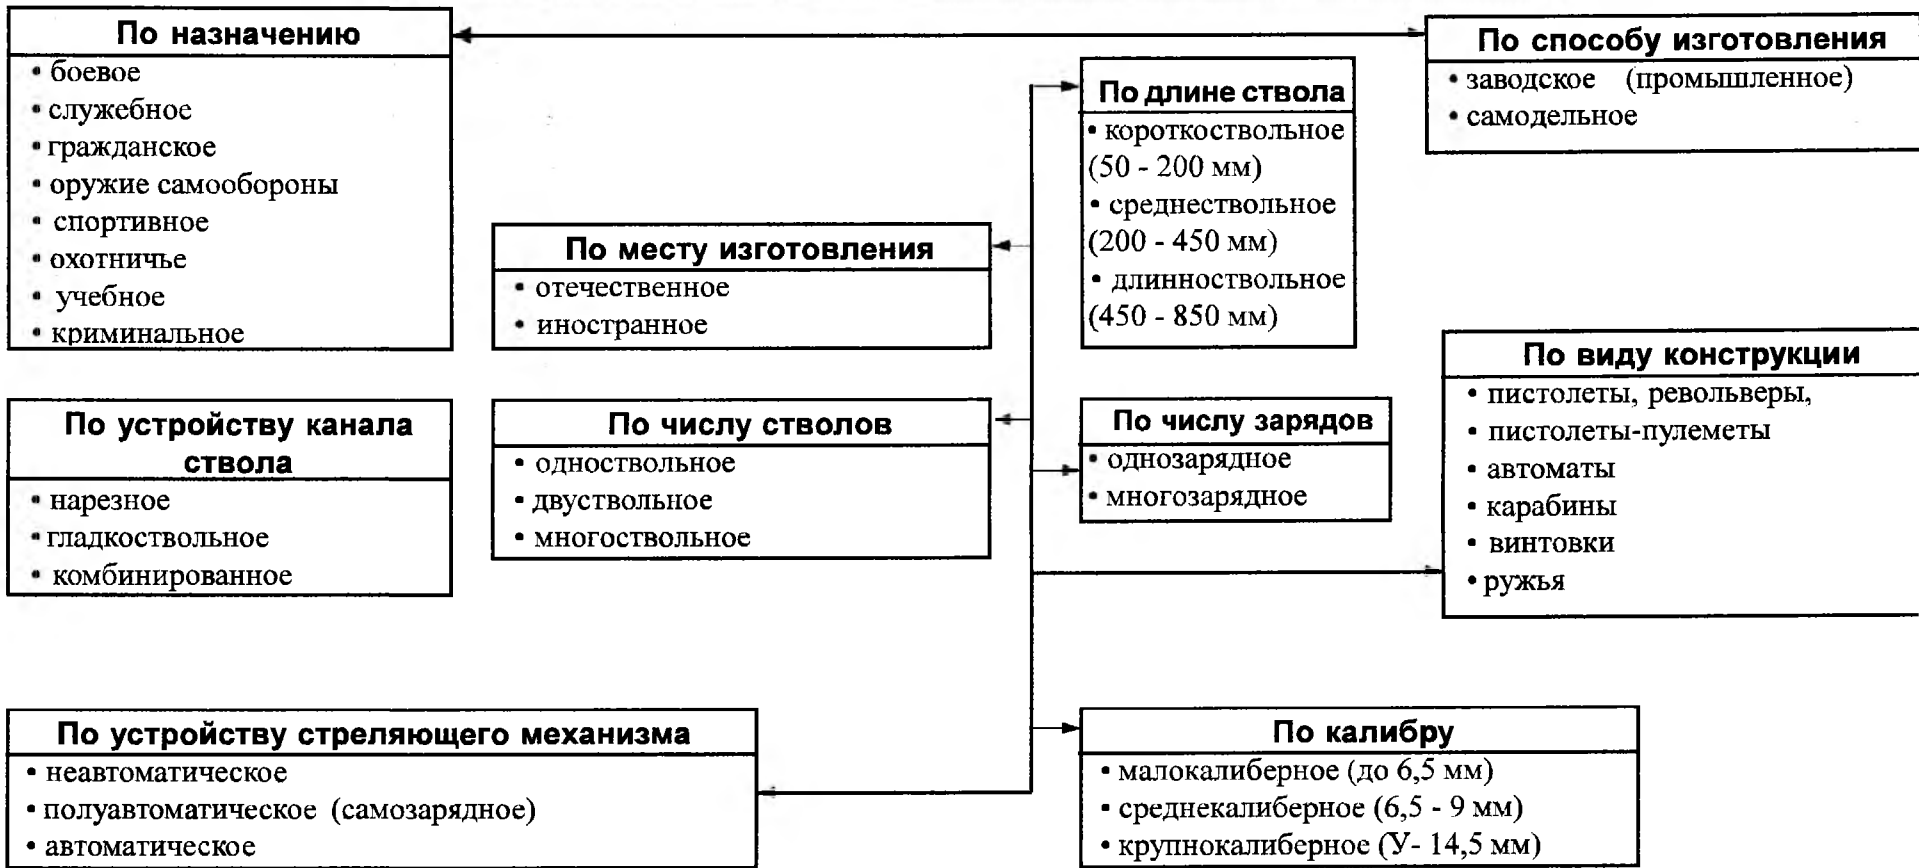 По назначению
• боевое
• служебное
• гражданское
• оружие самообороны
• спортивное
• охотничье
• учебное
• криминальное
По способу изготовления
• заводское (промышленное)
• самодельное
По длине ствола
• короткоствольное
(50 - 200 мм)
• среднествольное
(200 - 450 мм)
• длинноствольное
(450 - 850 мм)
По месту изготовления
• отечественное
• иностранное
По виду конструкции
• пистолеты, револьверы,
• пистолеты-пулеметы
• автоматы
• карабины
• винтовки
• ружья
По устройству канала
ствола
• нарезное
• гладкоствольное
• комбинированное
По числу стволов
• одноствольное
• двуствольное
• многоствольное
По числу зарядов
• однозарядное
• многозарядное
По устройству стреляющего механизма
• неавтоматическое
• полуавтоматическое (самозарядное)
• автоматическое
По калибру
• малокалиберное (до 6,5 мм)
• среднекалиберное (6,5 - 9 мм)
• крупнокалиберное (У- 14,5 мм)